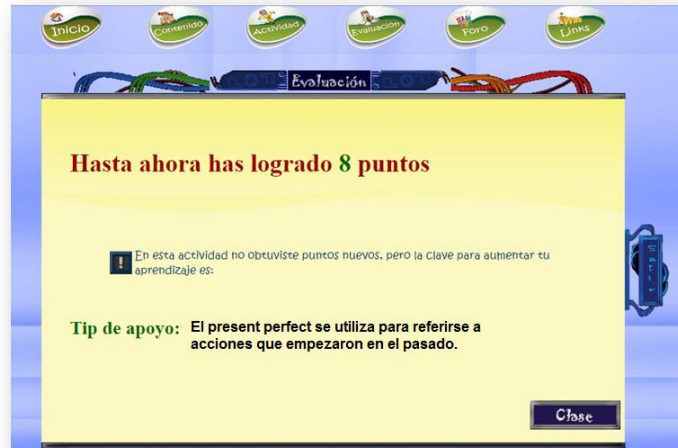 Inicio
Contenido
Actividad
Evaluación
Foro
Links
Evaluación
Hasta ahora has logrado 8 puntos
En esta actividad no obtuviste puntos nuevos, pero la clave para aumentar tu
aprendizaje es:
Tip de apoyo: El present perfect se utiliza para referirse a
acciones que empezaron en el pasado.
Salir
Clase